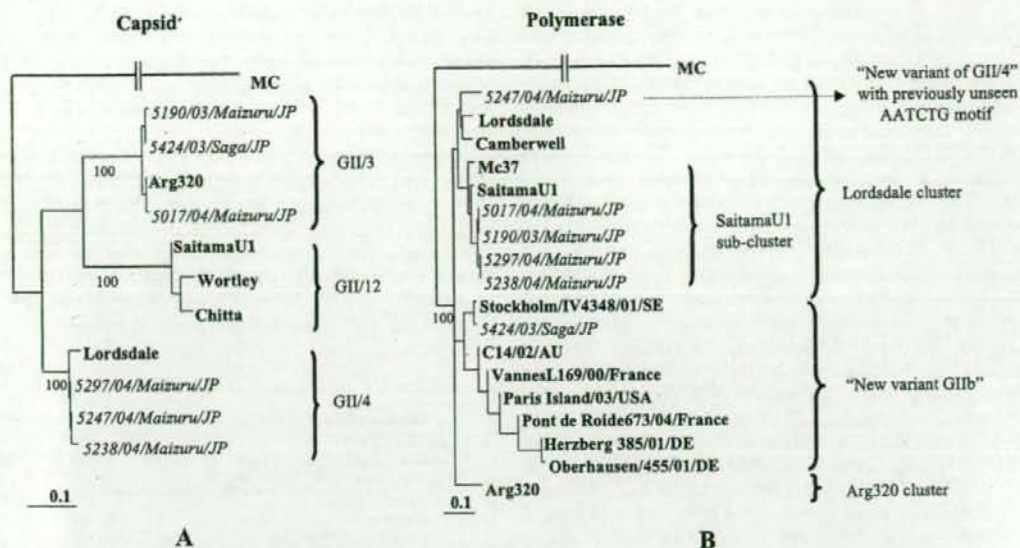 Capsid+
MC
5190/03/Maizuru/JP
5424/03/Saga/JP
100
Arg320
5017/04/Maizuru/JP
GII/3
SaitamaU1
100
Wortley
Chitta
GII/12
Lordsdale
100
5297/04/Maizuru/JP
5247/04/Maizuru/JP
5238/04/Maizuru/JP
GII/4
0.1
A
Polymerase
MC
5247/04/Maizuru/JP
"New variant of GII/4"
with previously unseen
AATCTG motif
Lordsdale
Camberwell
Mc37
SaitamaU1
5017/04/Maizuru/JP
5190/03/Maizuru/JP
5297/04/Maizuru/JP
5238/04/Maizuru/JP
SaitamaU1
sub-cluster
Lordsdale cluster
100
Stockholm/IV4348/01/SE
5424/03/Saga/JP
C14/02/AU
VannesL169/00/France
Paris Island/03/USA
Pont de Roide673/04/France
Herzberg 385/01/DE
Oberhausen/455/01/DE
"New variant GIIb"
Arg320
Arg320 cluster
0.1
B